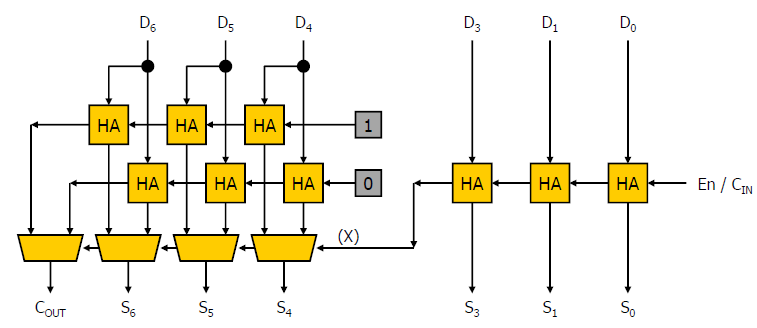 D6 D5 D4 D3 D1 D0
HA HA HA 1
HA HA HA 0 HA HA HA En / CIN
(X)
COUT S6 S5 S4 S3 S1 S0